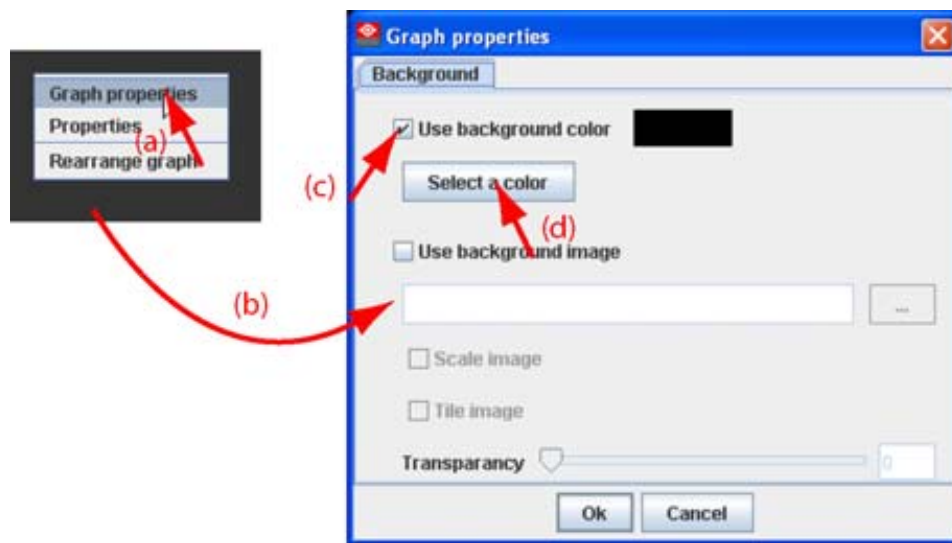 Graph properties
Properties
(a)
Rearrange graph
(b)
Graph properties
Background
Use background color
(c)
Select a color
(d)
Use background image
...
Scale image
Tile image
Transparancy
0
Ok
Cancel